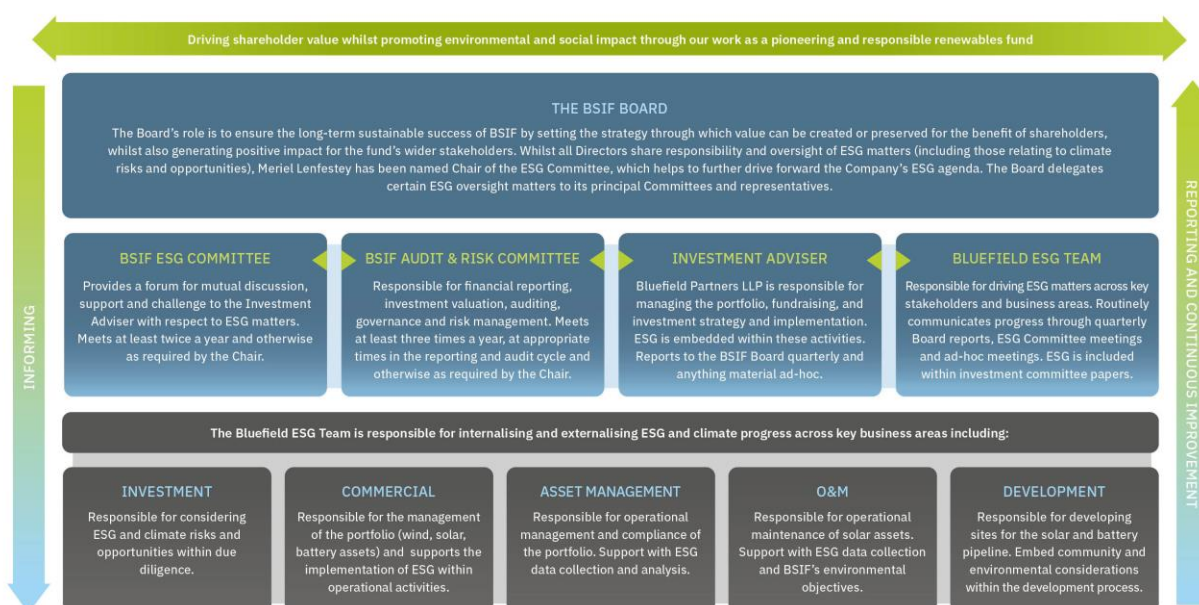 Driving shareholder value whilst promoting environmental and social impact through our work as a pioneering and responsible renewables fund
THE BSIF BOARD
The Board's role is to ensure the long-term sustainable success of BSIF by setting the strategy through which value can be created or preserved for the benefit of shareholders,
whilst also generating positive impact for the fund's wider stakeholders. Whilst all Directors share responsibility and oversight of ESG matters (including those relating to climate
risks and opportunities), Meriel Lenfestey has been named Chair of the ESG Committee, which helps to further drive forward the Company's ESG agenda. The Board delegates
certain ESG oversight matters to its principal Committees and representatives.
INFORMING
BSIF ESG COMMITTEE
Provides a forum for mutual discussion,
support and challenge to the Investment
Adviser with respect to ESG matters.
Meets at least twice a year and otherwise
as required by the Chair.
BSIF AUDIT & RISK COMMITTEE
Responsible for financial reporting,
investment valuation, auditing,
governance and risk management. Meets
at least three times a year, at appropriate
times in the reporting and audit cycle and
otherwise as required by the Chair.
INVESTMENT ADVISER
Bluefield Partners LLP is responsible for
managing the portfolio, fundraising, and
investment strategy and implementation.
ESG is embedded within these activities.
Reports to the BSIF Board quarterly and
anything material ad-hoc.
BLUEFIELD ESG TEAM
Responsible for driving ESG matters across key
stakeholders and business areas. Routinely
communicates progress through quarterly
Board reports, ESG Committee meetings
and ad-hoc meetings. ESG is included
within investment committee papers.
REPORTING AND CONTINUOUS IMPROVEMENT
The Bluefield ESG Team is responsible for internalising and externalising ESG and climate progress across key business areas including:
INVESTMENT
Responsible for considering
ESG and climate risks and
opportunities within due
diligence.
COMMERCIAL
Responsible for the management
of the portfolio (wind, solar,
battery assets) and supports the
implementation of ESG within
operational activities.
ASSET MANAGEMENT
Responsible for operational
management and compliance of
the portfolio. Support with ESG
data collection and analysis.
O&M
Responsible for operational
maintenance of solar assets.
Support with ESG data collection
and BSIF's environmental
objectives.
DEVELOPMENT
Responsible for developing
sites for the solar and battery
pipeline. Embed community and
environmental considerations
within the development process.